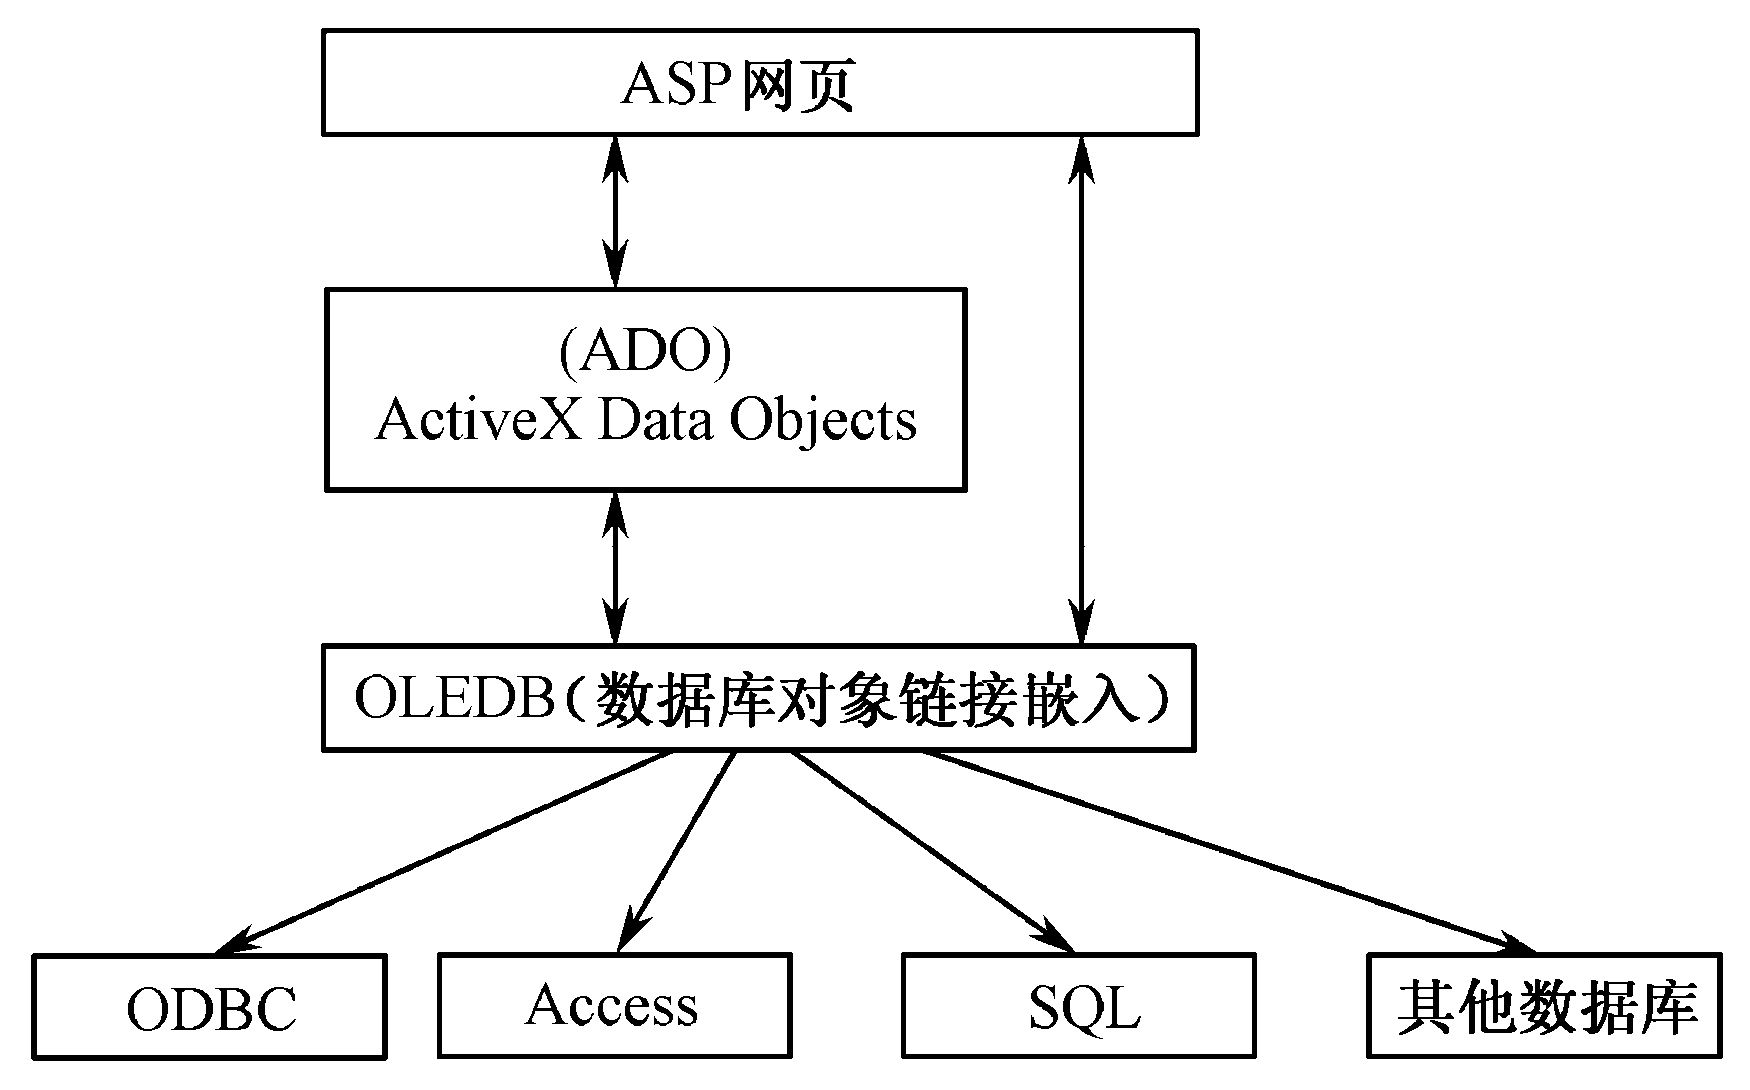 ASP网页
(ADO)
ActiveX Data Objects
OLEDB(数据库对象链接嵌入)
ODBC
Access
SQL
其他数据库